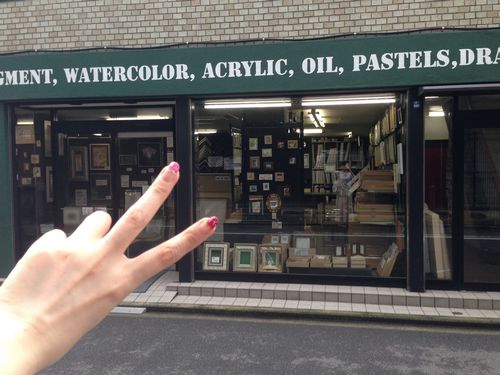 GMENT, WATERCOLOR, ACRYLIC, OIL, PASTELS,DRA